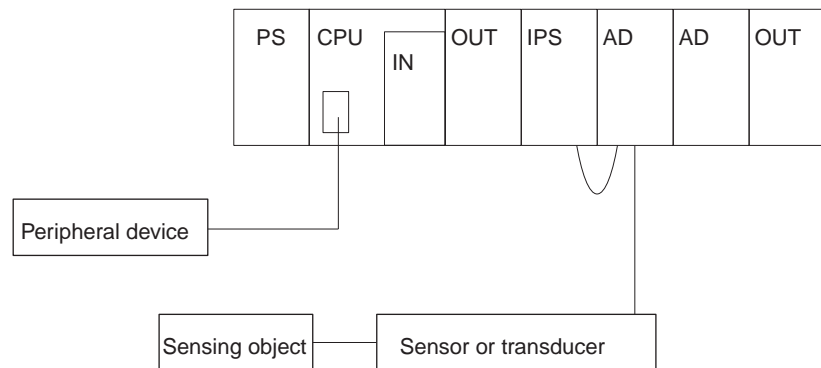 PS CPU IN OUT IPS AD AD OUT
Peripheral device
Sensing object Sensor or transducer